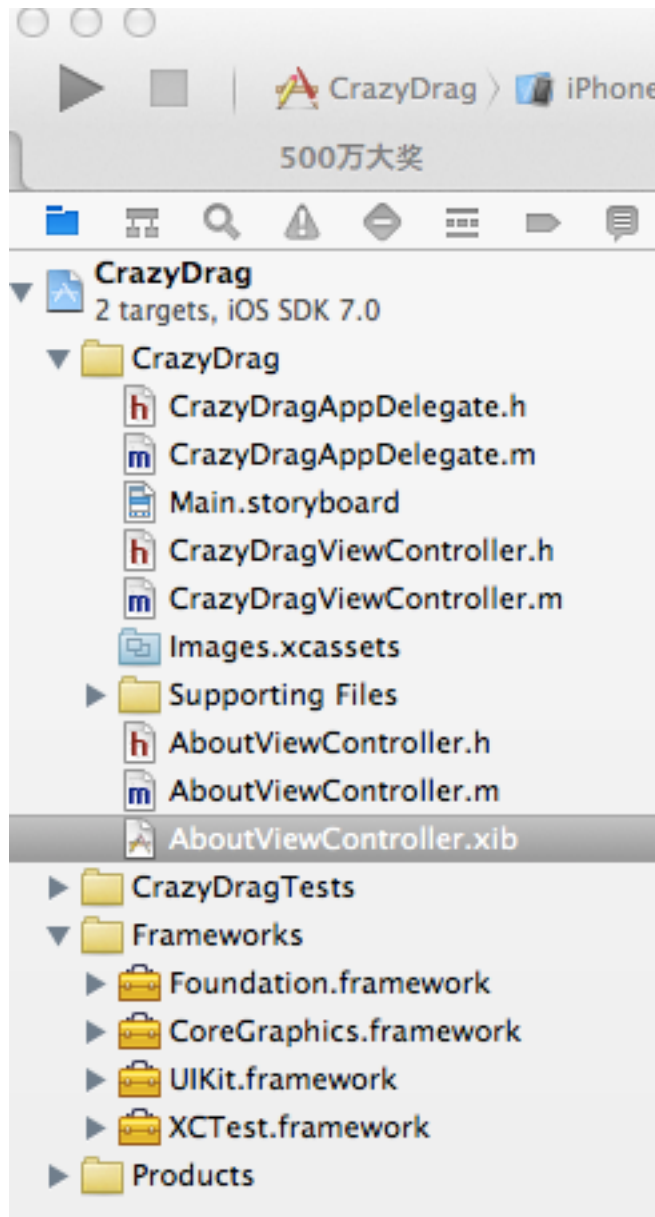 CrazyDrag 〉 iPhone
500万大奖
CrazyDrag
2 targets, iOS SDK 7.0
CrazyDrag
h CrazyDragAppDelegate.h
m CrazyDragAppDelegate.m
Main.storyboard
h CrazyDragViewController.h
m CrazyDragViewController.m
Images.xcassets
Supporting Files
h AboutViewController.h
m AboutViewController.m
AboutViewController.xib
CrazyDragTests
Frameworks
Foundation.framework
CoreGraphics.framework
UIKit.framework
XCTest.framework
Products